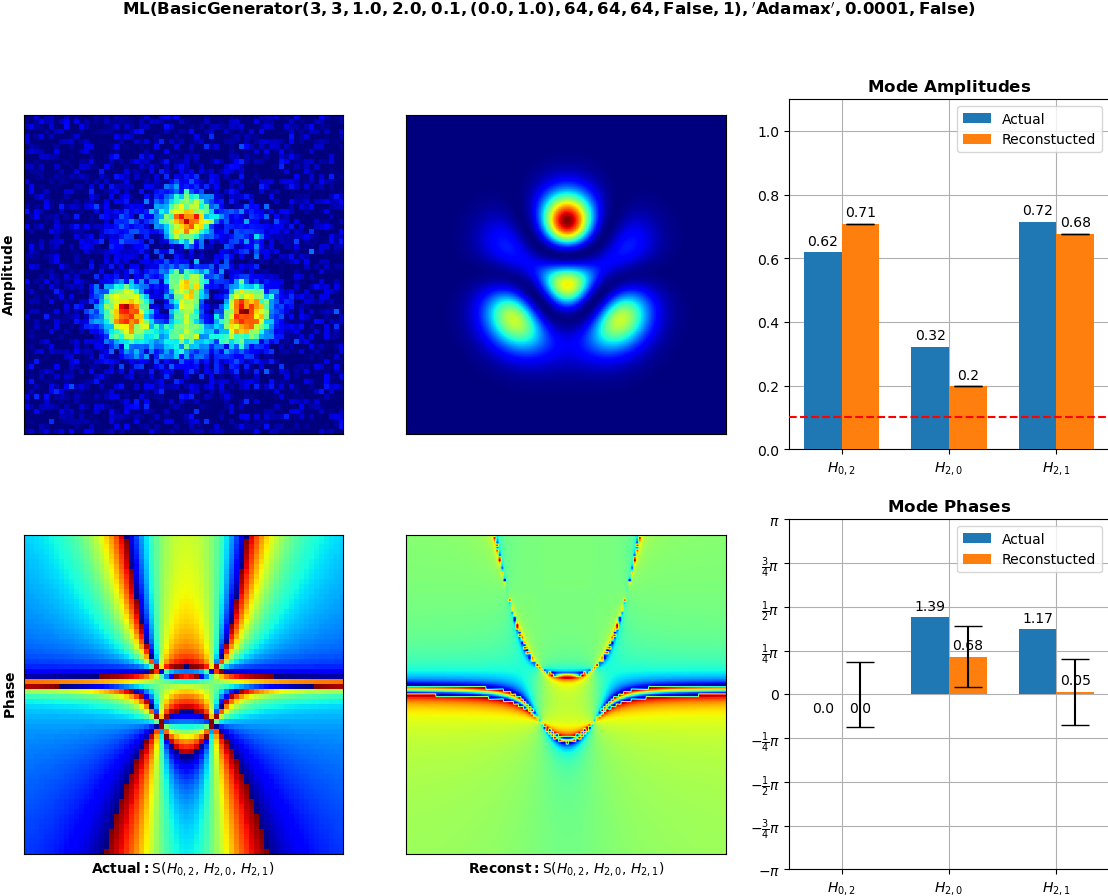 ML(BasicGenerator(3, 3, 1.0, 2.0, 0.1, (0.0, 1.0), 64, 64, 64, False, 1), ′Adamax′, 0.0001, False)
Amplitude
Mode Amplitudes
Actual
Reconstucted
1.0
0.8
0.6
0.4
0.2
0.0
0.62
0.71
0.32
0.2
0.72
0.68
H0,2
H2,0
H2,1
Phase
Actual: S(H0,2, H2,0, H2,1)
Reconst: S(H0,2, H2,0, H2,1)
Mode Phases
Actual
Reconstucted
π
3/4π
1/2π
1/4π
0
−1/4π
−1/2π
−3/4π
−π
0.0
0.0
1.39
0.68
1.17
0.05
H0,2
H2,0
H2,1